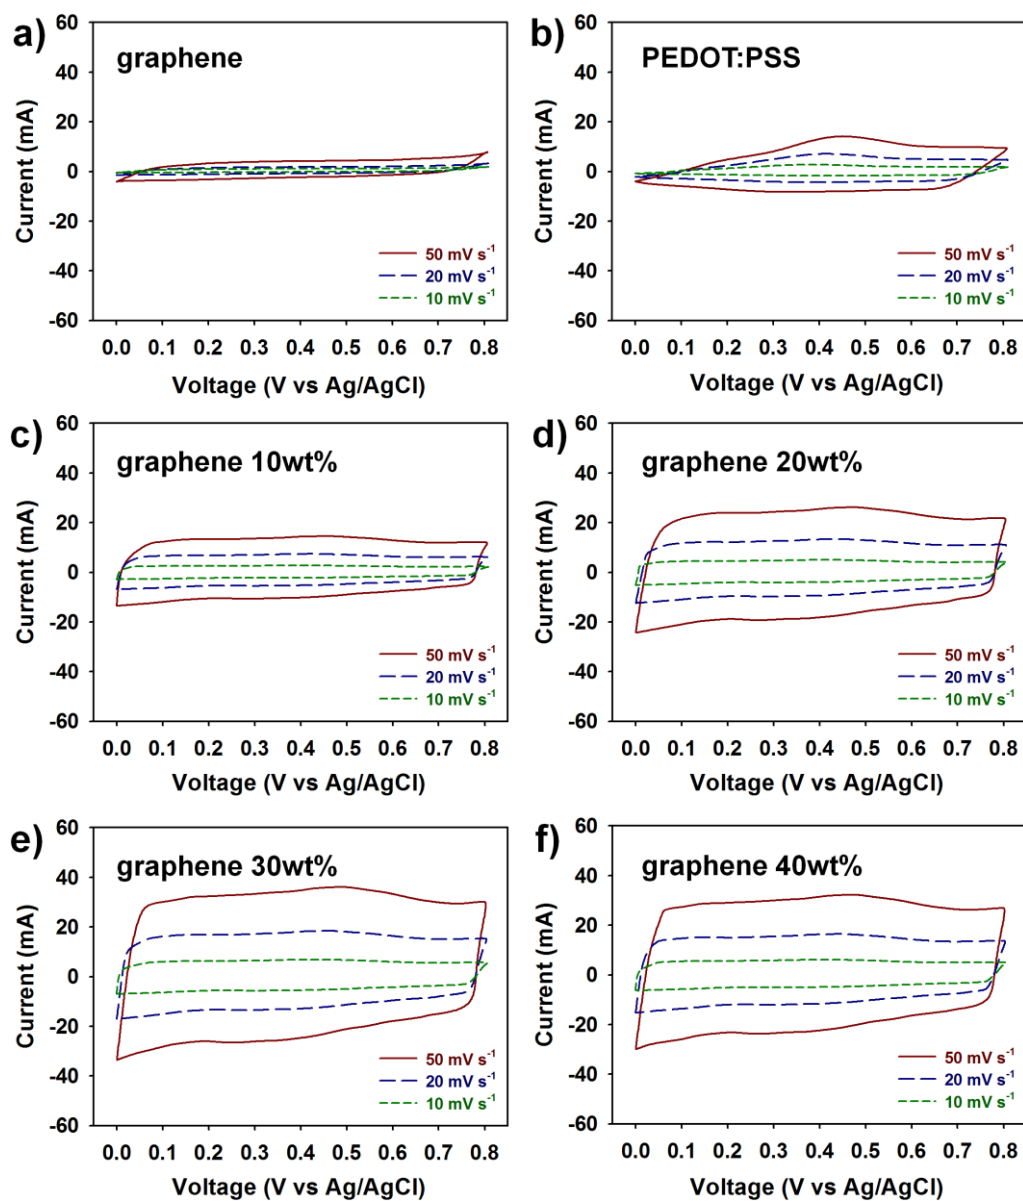 a)
graphene
60
40
20
0
-20
-40
-60
Current (mA)
50 mV s⁻¹
20 mV s⁻¹
10 mV s⁻¹
0.0 0.1 0.2 0.3 0.4 0.5 0.6 0.7 0.8
Voltage (V vs Ag/AgCl)
b)
PEDOT:PSS
60
40
20
0
-20
-40
-60
Current (mA)
50 mV s⁻¹
20 mV s⁻¹
10 mV s⁻¹
0.0 0.1 0.2 0.3 0.4 0.5 0.6 0.7 0.8
Voltage (V vs Ag/AgCl)
c)
graphene 10wt%
60
40
20
0
-20
-40
-60
Current (mA)
50 mV s⁻¹
20 mV s⁻¹
10 mV s⁻¹
0.0 0.1 0.2 0.3 0.4 0.5 0.6 0.7 0.8
Voltage (V vs Ag/AgCl)
d)
graphene 20wt%
60
40
20
0
-20
-40
-60
Current (mA)
50 mV s⁻¹
20 mV s⁻¹
10 mV s⁻¹
0.0 0.1 0.2 0.3 0.4 0.5 0.6 0.7 0.8
Voltage (V vs Ag/AgCl)
e)
graphene 30wt%
60
40
20
0
-20
-40
-60
Current (mA)
50 mV s⁻¹
20 mV s⁻¹
10 mV s⁻¹
0.0 0.1 0.2 0.3 0.4 0.5 0.6 0.7 0.8
Voltage (V vs Ag/AgCl)
f)
graphene 40wt%
60
40
20
0
-20
-40
-60
Current (mA)
50 mV s⁻¹
20 mV s⁻¹
10 mV s⁻¹
0.0 0.1 0.2 0.3 0.4 0.5 0.6 0.7 0.8
Voltage (V vs Ag/AgCl)